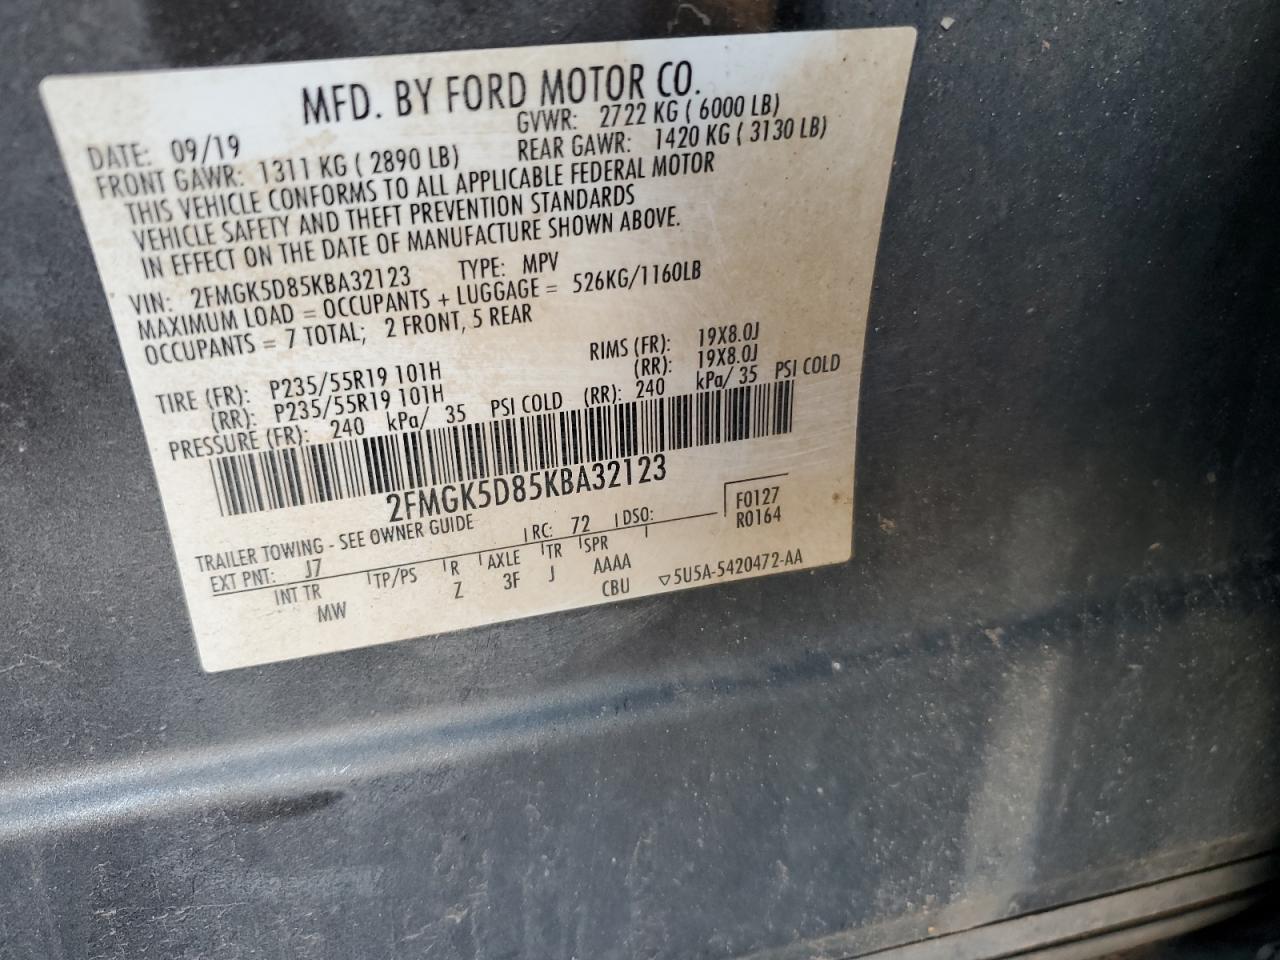 MFD. BY FORD MOTOR CO.
DATE: 09/19 GVWR: 2722 KG ( 6000 LB)
FRONT GAWR: 1311 KG ( 2890 LB) REAR GAWR: 1420 KG ( 3130 LB)
THIS VEHICLE CONFORMS TO ALL APPLICABLE FEDERAL MOTOR
VEHICLE SAFETY AND THEFT PREVENTION STANDARDS
IN EFFECT ON THE DATE OF MANUFACTURE SHOWN ABOVE.
VIN: 2FMGK5D85KBA32123 TYPE: MPV
MAXIMUM LOAD = OCCUPANTS + LUGGAGE = 526KG/1160LB
OCCUPANTS = 7 TOTAL; 2 FRONT, 5 REAR
TIRE (FR): P235/55R19 101H RIMS (FR): 19X8.0J
(RR): P235/55R19 101H (RR): 19X8.0J
PRESSURE (FR): 240 kPa/ 35 PSI COLD (RR): 240 kPa/ 35 PSI COLD
2FMGK5D85KBA32123
F0127
R0164
TRAILER TOWING - SEE OWNER GUIDE
EXT PNT: J7 RC: 72 DSO:
INT TR TP/PS R AXLE TR SPR
MW Z 3F J AAAA
CBU ▽5U5A-5420472-AA